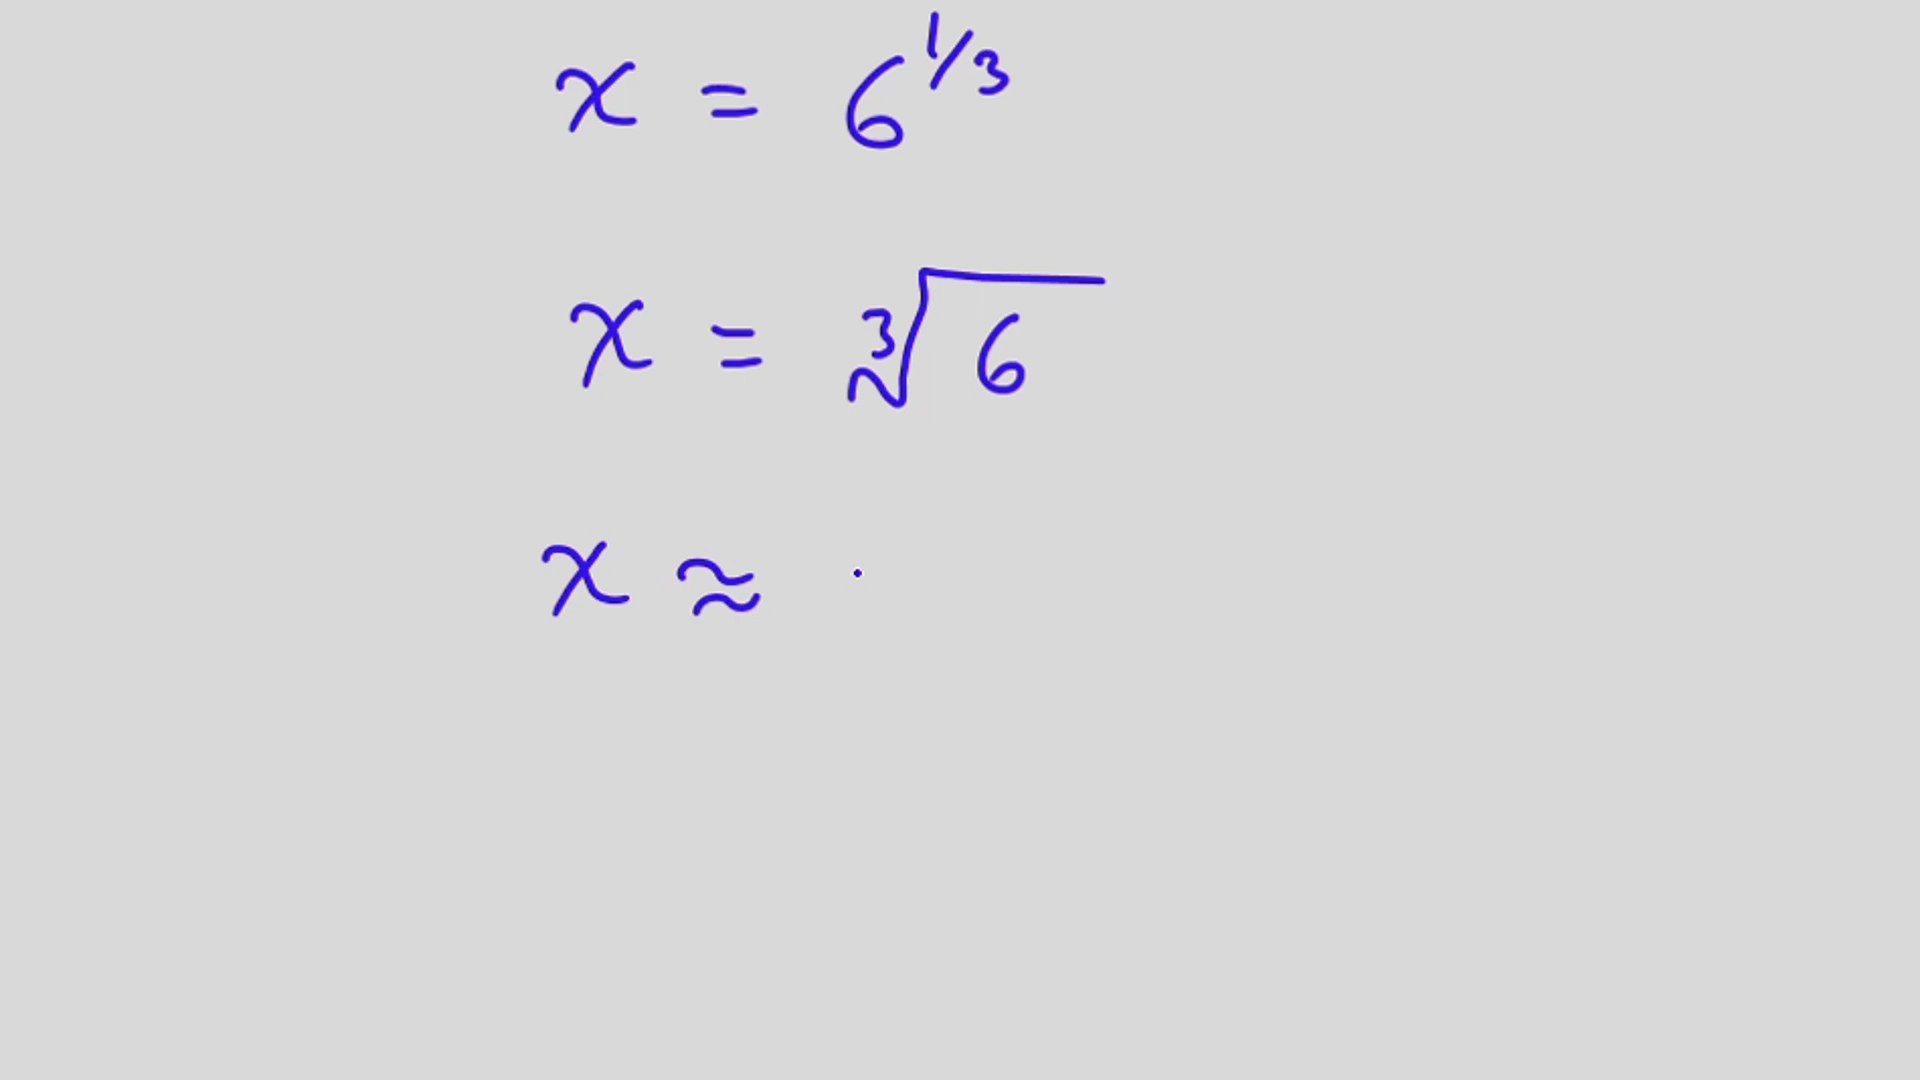 x = 6^{1/3}
x = ∛6
x ≈